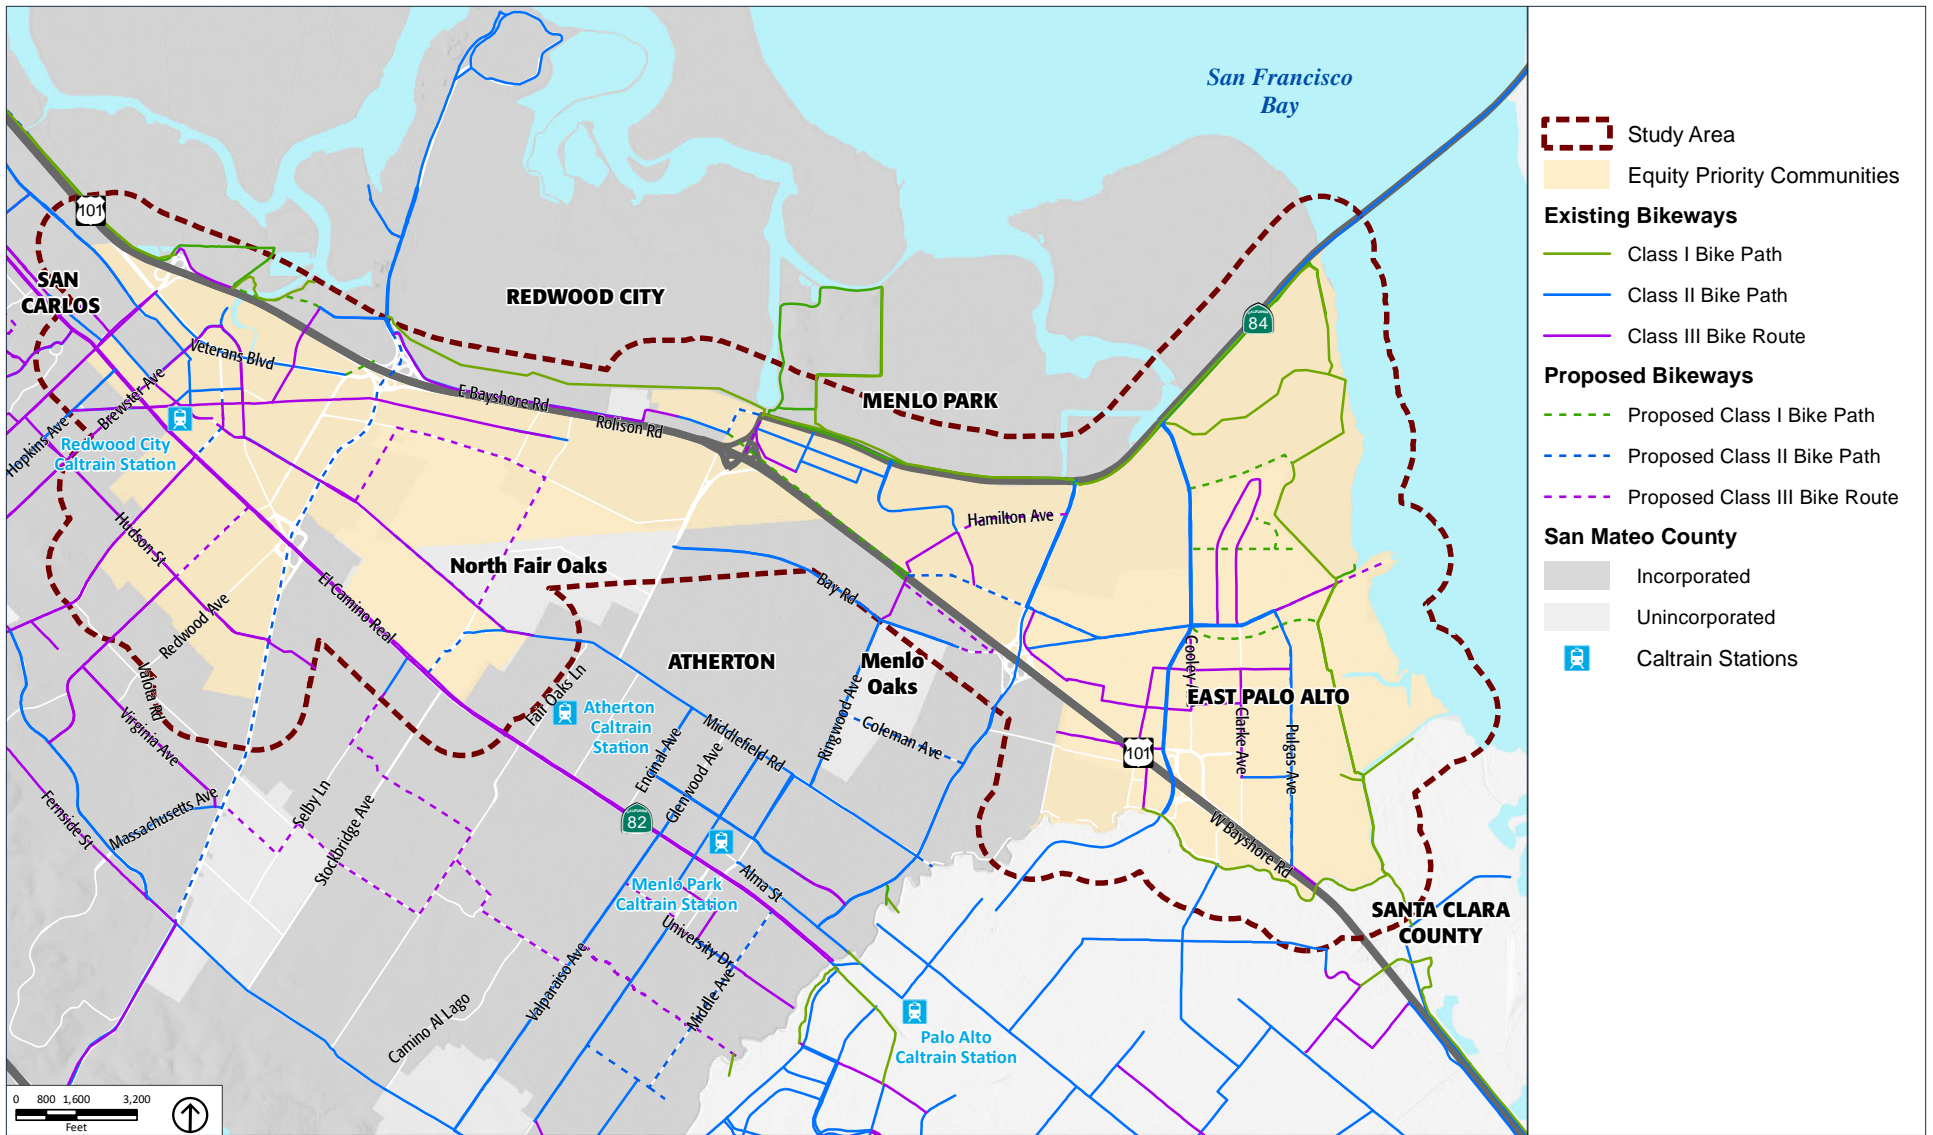 San Francisco
Bay
101
SAN
CARLOS
REDWOOD CITY
84
Veterans Blvd
E Bayshore Rd
Rolison Rd
MENLO PARK
Brewster Ave
Hopkins Ave
Redwood City
Caltrain Station
Hamilton Ave
Hudson St
North Fair Oaks
El Camino Real
Bay Rd
Redwood Ave
Valota Rd
Virginia Ave
ATHERTON
Menlo
Oaks
Fair Oaks Ln
Atherton
Caltrain
Station
Ringwood Ave
Coleman Ave
Middlefield Rd
Encinal Ave
Glenwood Ave
Cooley
EAST PALO ALTO
Clarke Ave
Pulgas Ave
101
W Bayshore Rd
Fernside St
Massachusetts Ave
Selby Ln
Stockbridge Ave
82
Alma St
Menlo Park
Caltrain Station
University Dr
Valparaiso Ave
Middle Ave
Camino Al Lago
SANTA CLARA
COUNTY
Palo Alto
Caltrain Station
0 800 1,600 3,200
Feet
Study Area
Equity Priority Communities
Existing Bikeways
Class I Bike Path
Class II Bike Path
Class III Bike Route
Proposed Bikeways
Proposed Class I Bike Path
Proposed Class II Bike Path
Proposed Class III Bike Route
San Mateo County
Incorporated
Unincorporated
Caltrain Stations